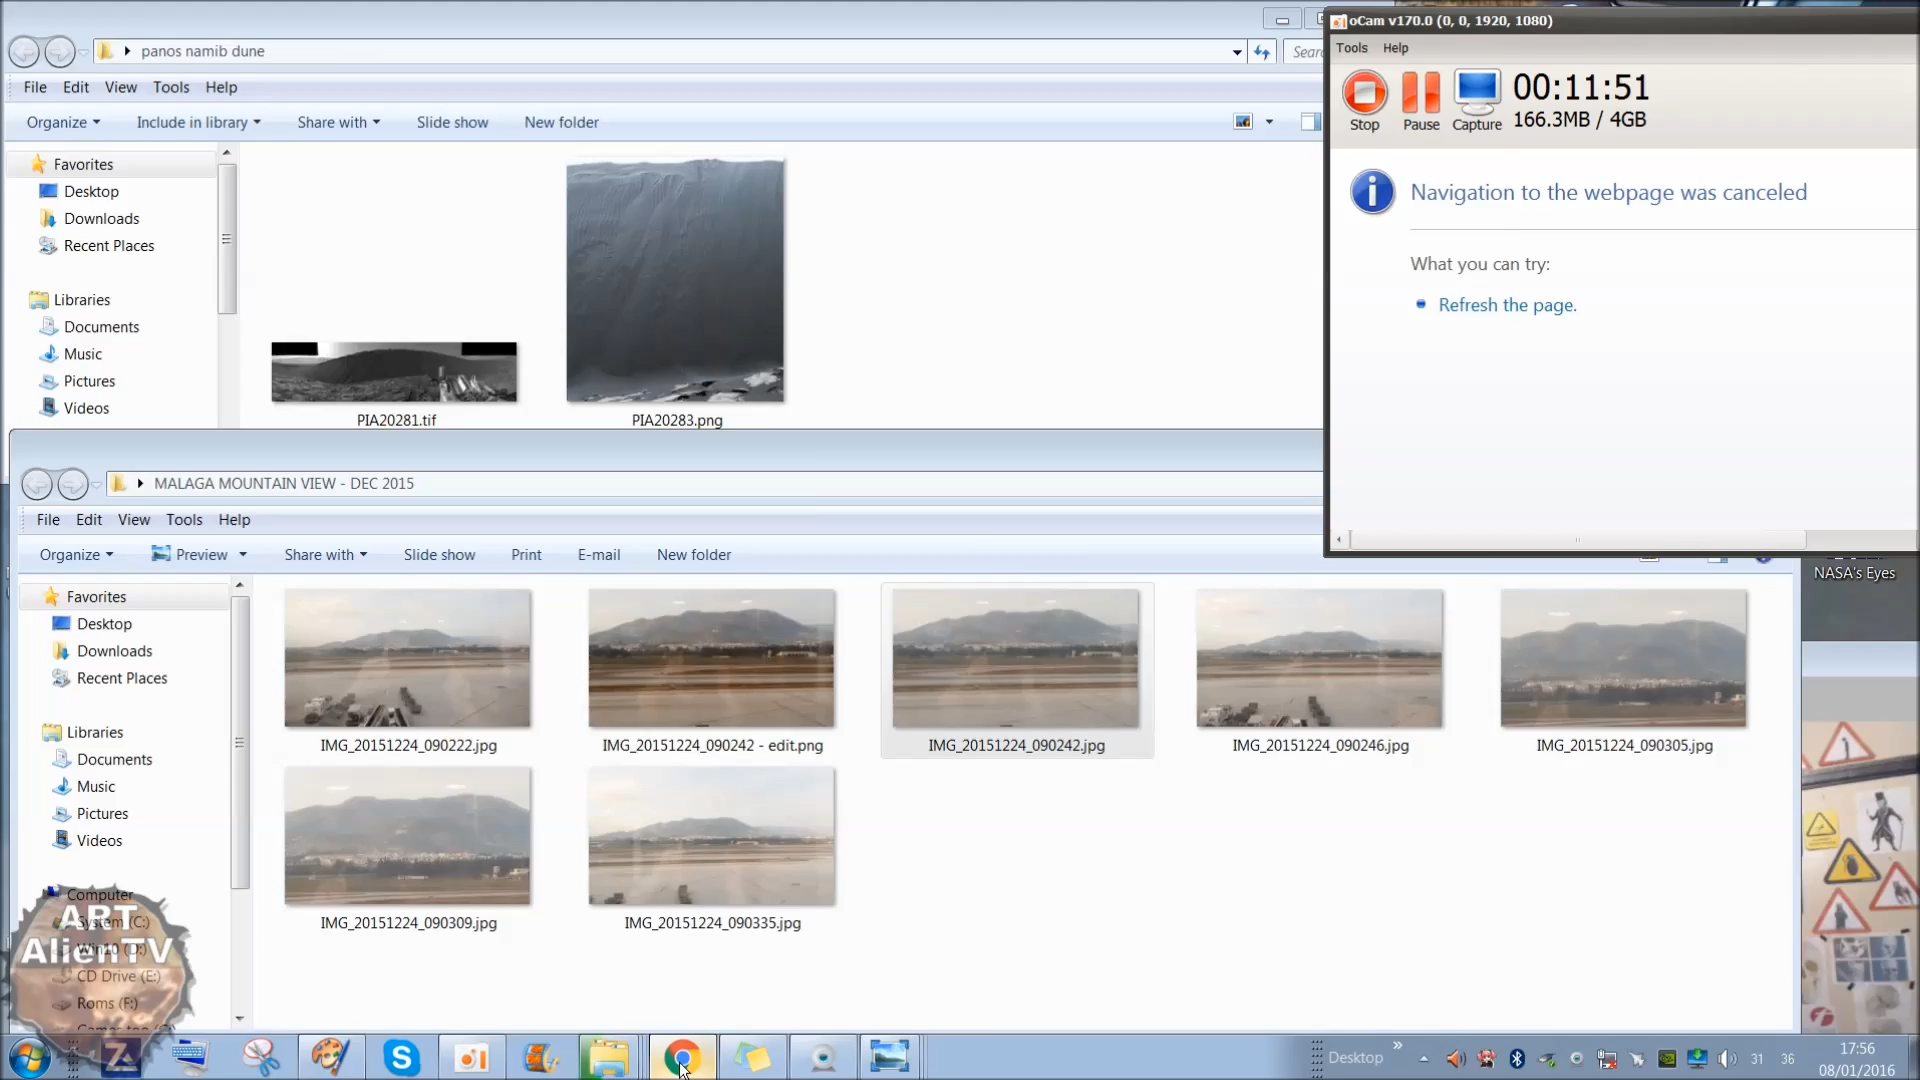 panos namib dune
Sear
File Edit View Tools Help
Organize Include in library Share with Slide show New folder
Favorites
Desktop
Downloads
Recent Places
Libraries
Documents
Music
Pictures
Videos
PIA20281.tif
PIA20283.png
oCam v170.0 (0, 0, 1920, 1080)
Tools Help
Stop
Pause
Capture
00:11:51
166.3MB / 4GB
Navigation to the webpage was canceled
What you can try:
Refresh the page.
NASA's Eyes
MALAGA MOUNTAIN VIEW - DEC 2015
File Edit View Tools Help
Organize Preview Share with Slide show Print E-mail New folder
Favorites
Desktop
Downloads
Recent Places
Libraries
Documents
Music
Pictures
Videos
Computer
System (C:)
Win10 (D:)
CD Drive (E:)
Roms (F:)
IMG_20151224_090222.jpg
IMG_20151224_090242 - edit.png
IMG_20151224_090242.jpg
IMG_20151224_090246.jpg
IMG_20151224_090305.jpg
IMG_20151224_090309.jpg
IMG_20151224_090335.jpg
ART
AlienTV
Desktop
31
36
17:56
08/01/2016